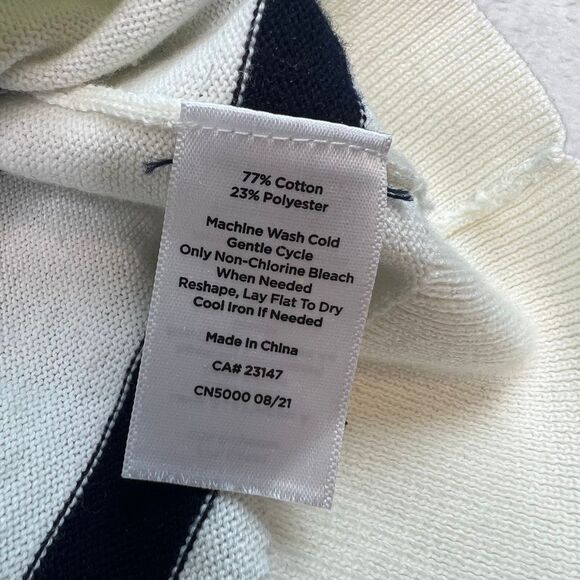 77% Cotton
23% Polyester
Machine Wash Cold
Gentle Cycle
Only Non-Chlorine Bleach
When Needed
Reshape, Lay Flat To Dry
Cool Iron If Needed
Made In China
CA# 23147
CN5000 08/21